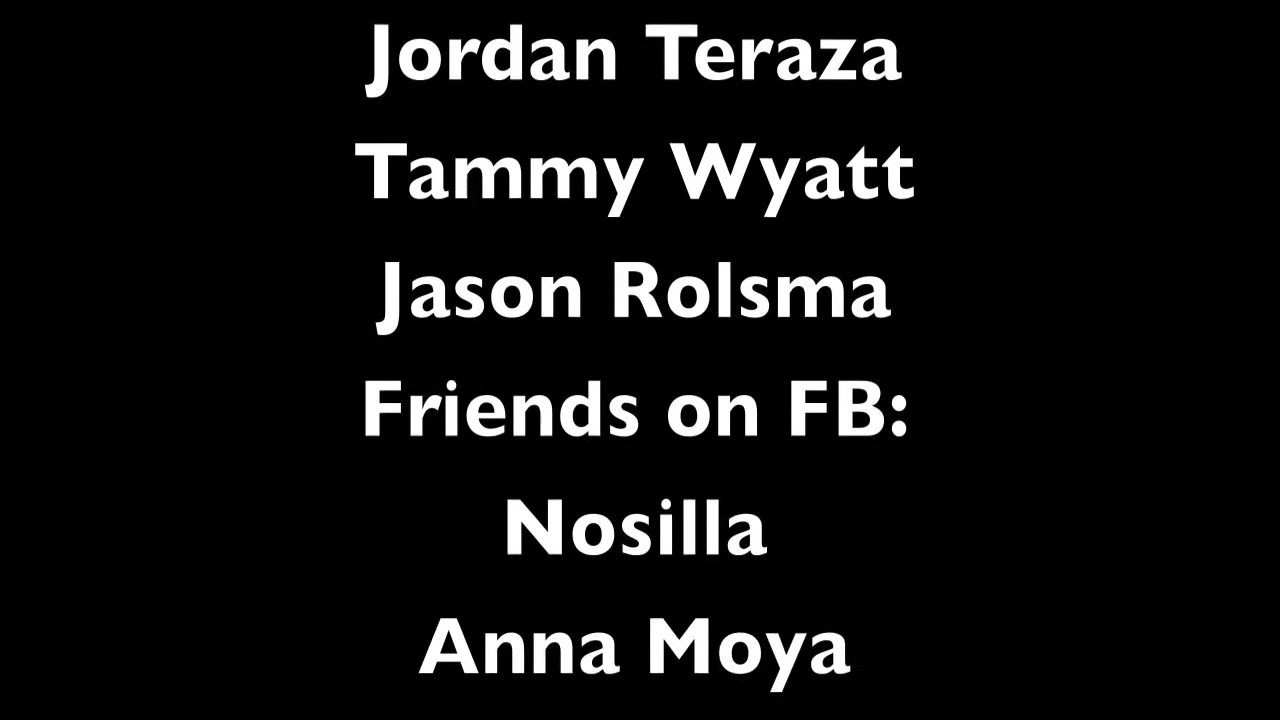 Jordan Teraza
Tammy Wyatt
Jason Rolsma
Friends on FB:
Nosilla
Anna Moya